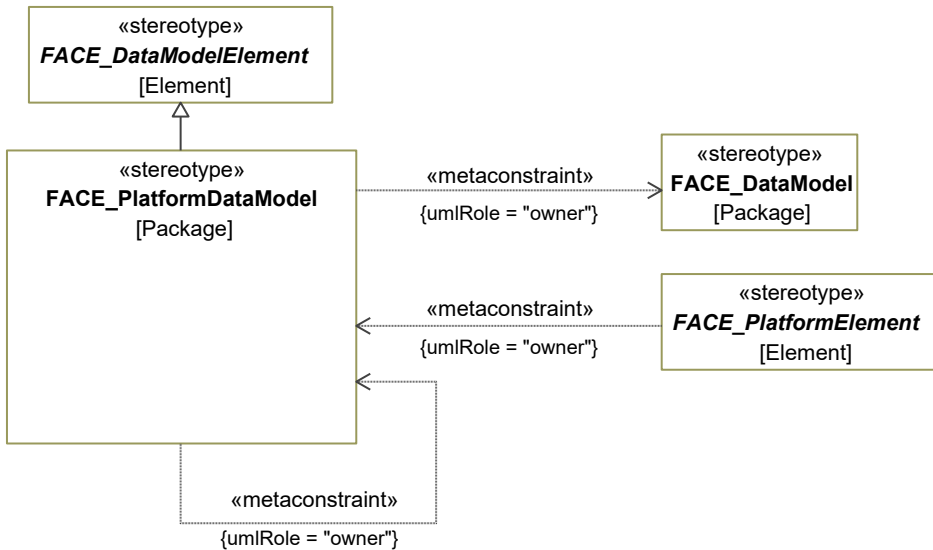 «stereotype»
FACE_DataModelElement
[Element]
«stereotype»
FACE_PlatformDataModel
[Package]
«metaconstraint»
{umlRole = "owner"}
«stereotype»
FACE_DataModel
[Package]
«metaconstraint»
{umlRole = "owner"}
«stereotype»
FACE_PlatformElement
[Element]
«metaconstraint»
{umlRole = "owner"}